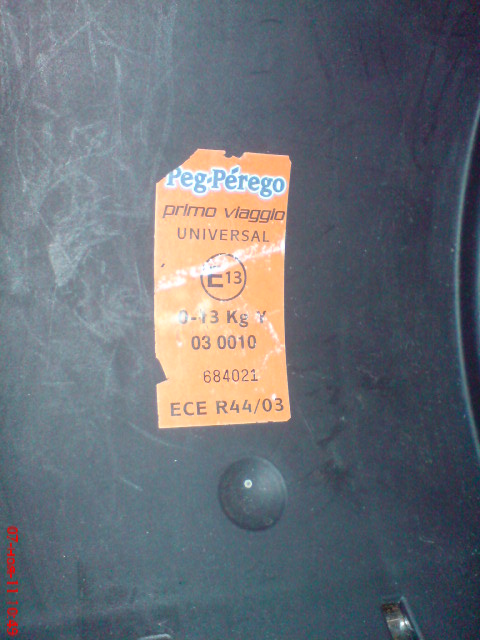 Peg-Pérego
primo viaggio
UNIVERSAL
E13
0-13 Kg Y
03 0010
684021
ECE R44/03